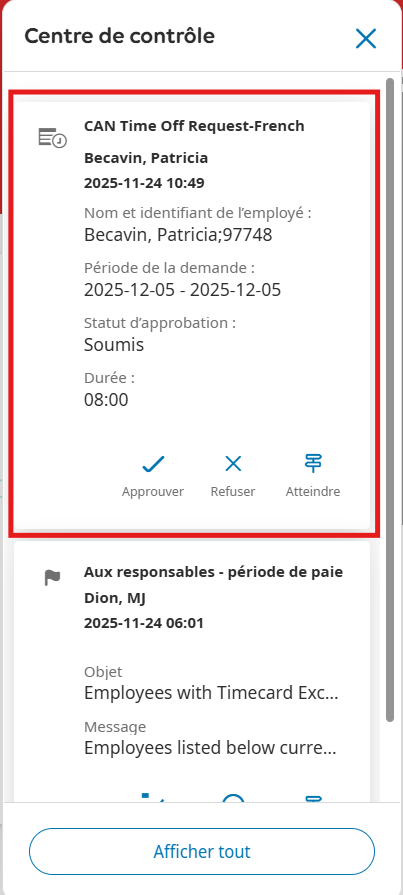 Centre de contrôle
CAN Time Off Request-French
Becavin, Patricia
2025-11-24 10:49
Nom et identifiant de l’employé :
Becavin, Patricia;97748
Période de la demande :
2025-12-05 - 2025-12-05
Statut d’approbation :
Soumis
Durée :
08:00
Approuver Refuser Atteindre
Aux responsables - période de paie
Dion, MJ
2025-11-24 06:01
Objet
Employees with Timecard Exc...
Message
Employees listed below curre...
Afficher tout